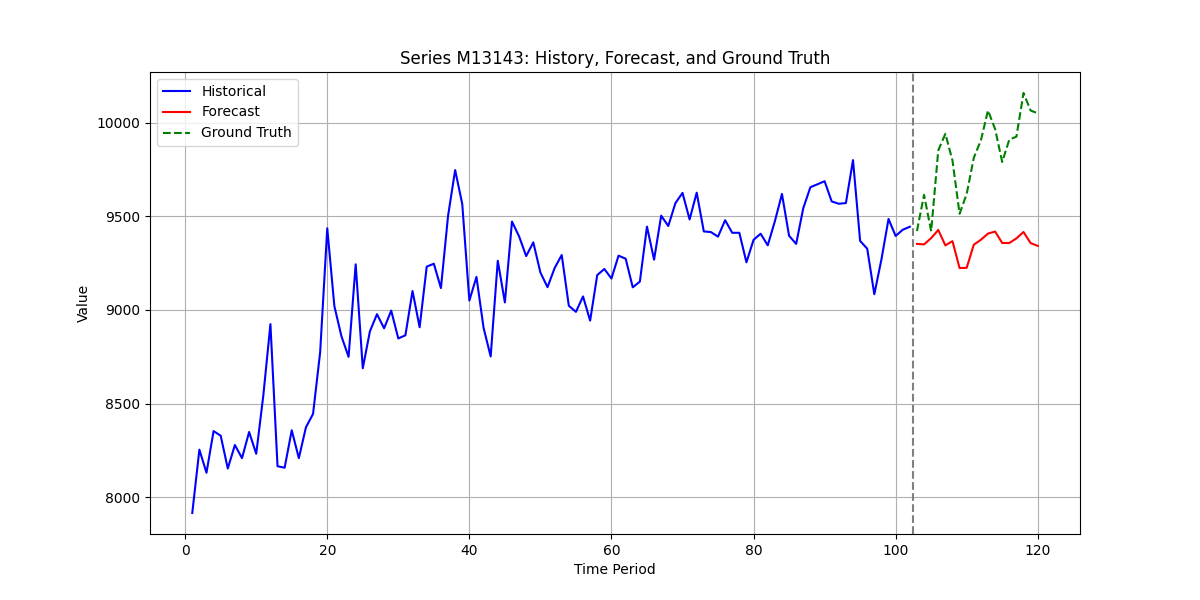 Series M13143: History, Forecast, and Ground Truth
Historical
Forecast
Ground Truth
10000
9500
9000
8500
8000
Value
0 20 40 60 80 100 120
Time Period